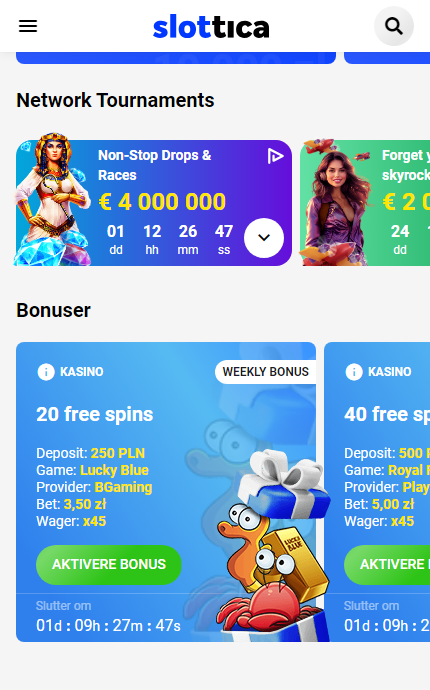 slottica
Network Tournaments
Non-Stop Drops &
Races
€ 4 000 000
01 12 26 47
dd hh mm ss
Forget y
skyrock
€ 2 0
24
dd
Bonuser
KASINO
WEEKLY BONUS
20 free spins
Deposit: 250 PLN
Game: Lucky Blue
Provider: BGaming
Bet: 3,50 zł
Wager: x45
LUCKY
BLUE
AKTIVERE BONUS
Slutter om
01d : 09h : 27m : 47s
KASINO
40 free sp
Deposit: 500 P
Game: Royal F
Provider: Play
Bet: 5,00 zł
Wager: x45
AKTIVERE
Slutter om
01d : 09h : 2